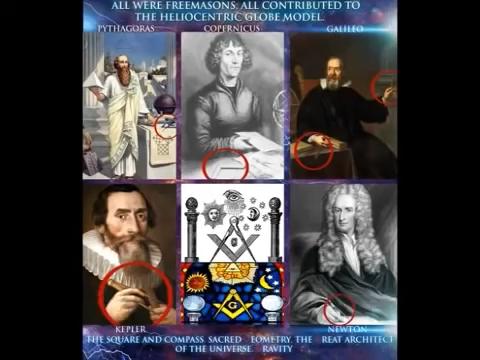 ALL WERE FREEMASONS. ALL CONTRIBUTED TO
THE HELIOCENTRIC GLOBE MODEL.
PYTHAGORAS
COPERNICUS
GALILEO
KEPLER
NEWTON
THE SQUARE AND COMPASS. SACRED EOMETRY. THE REAT ARCHITECT
OF THE UNIVERSE. RAVITY